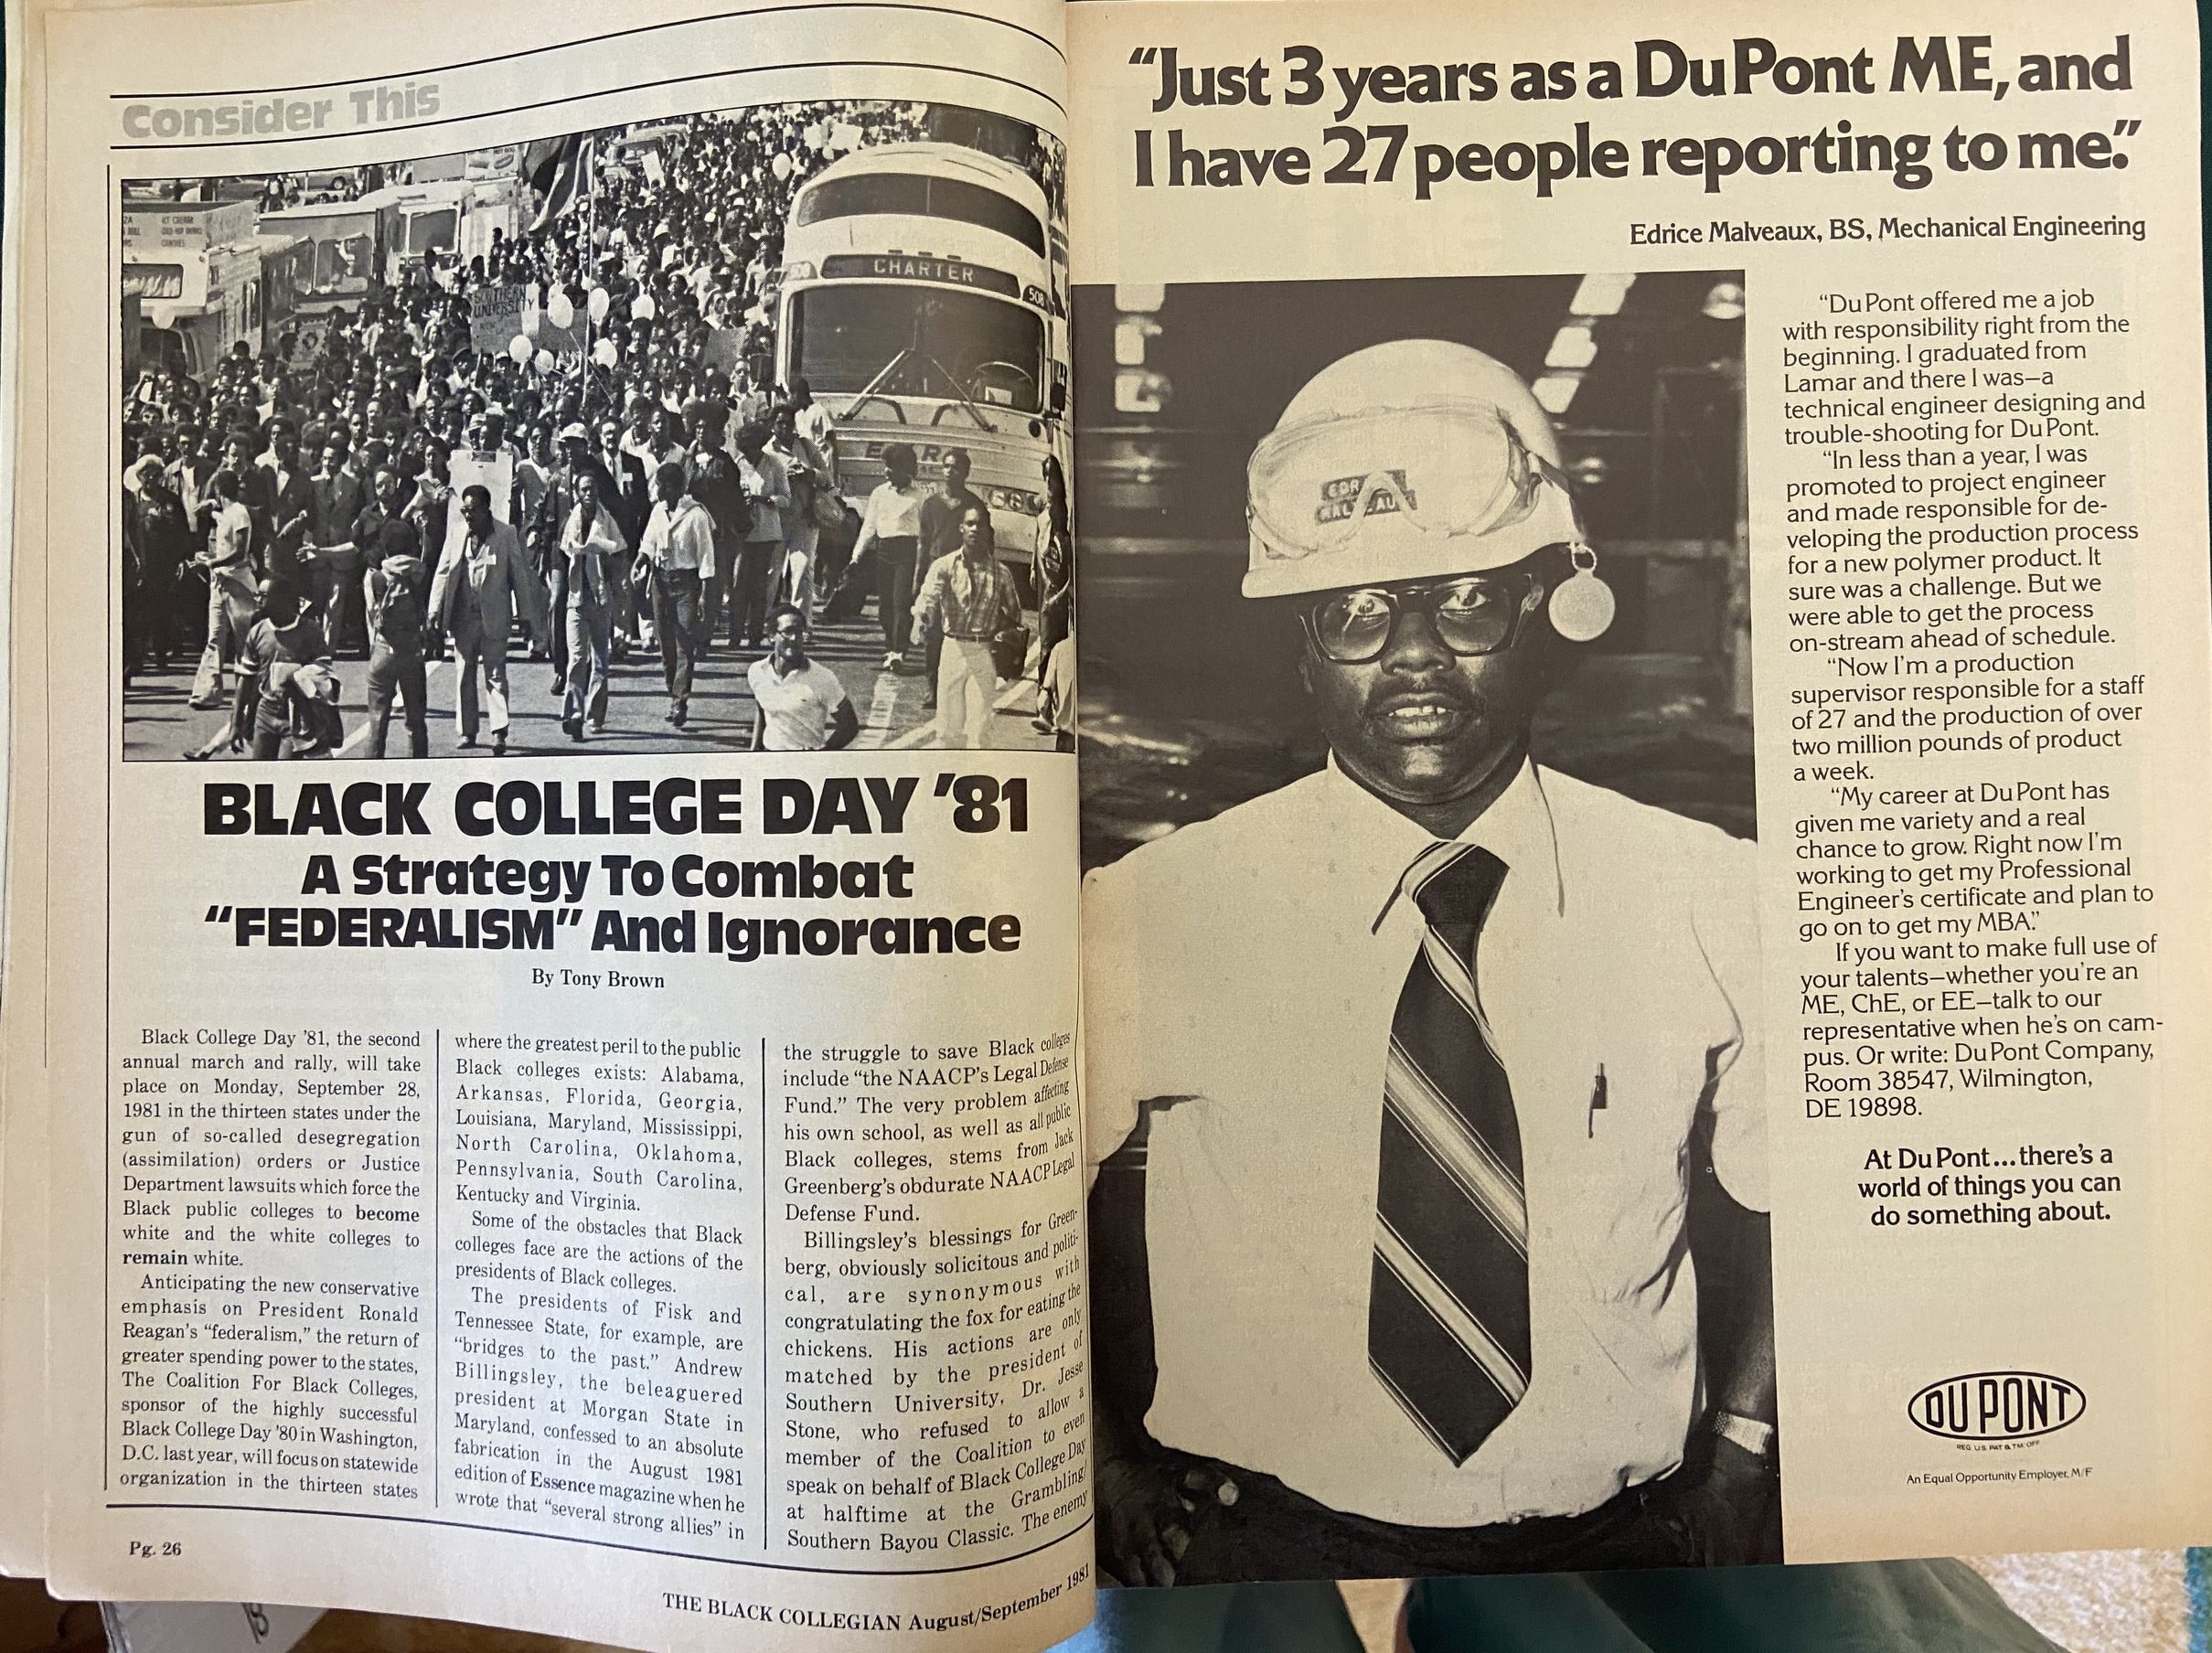 Consider This
ICE CREAM
CANDIES
SOUTHERN
UNIVERSITY
CHARTER
508
BLACK COLLEGE DAY '81
A Strategy To Combat
"FEDERALISM" And Ignorance
By Tony Brown
Black College Day '81, the second
annual march and rally, will take
place on Monday, September 28,
1981 in the thirteen states under the
gun of so-called desegregation
(assimilation) orders or Justice
Department lawsuits which force the
Black public colleges to become
white and the white colleges to
remain white.
Anticipating the new conservative
emphasis on President Ronald
Reagan's "federalism," the return of
greater spending power to the states,
The Coalition For Black Colleges,
sponsor of the highly successful
Black College Day '80 in Washington,
D.C. last year, will focus on statewide
organization in the thirteen states
where the greatest peril to the public
Black colleges exists: Alabama,
Arkansas, Florida, Georgia,
Louisiana, Maryland, Mississippi,
North Carolina, Oklahoma,
Pennsylvania, South Carolina,
Kentucky and Virginia.
Some of the obstacles that Black
colleges face are the actions of the
presidents of Black colleges.
The presidents of Fisk and
Tennessee State, for example, are
"bridges to the past." Andrew
Billingsley, the beleaguered
president at Morgan State in
Maryland, confessed to an absolute
fabrication in the August 1981
edition of Essence magazine when he
wrote that "several strong allies" in
the struggle to save Black colleges
include "the NAACP's Legal Defense
Fund." The very problem affecting
his own school, as well as all public
Black colleges, stems from Jack
Greenberg's obdurate NAACP Legal
Defense Fund.
Billingsley's blessings for Green-
berg, obviously solicitous and politi-
cal, are synonymous with
congratulating the fox for eating the
chickens. His actions are only
matched by the president of
Southern University, Dr. Jesse
Stone, who refused to allow a
member of the Coalition to even
speak on behalf of Black College Day
at halftime at the Grambling/
Southern Bayou Classic. The enemy
Pg. 26
THE BLACK COLLEGIAN August/September 1981
"Just 3 years as a Du Pont ME, and
I have 27 people reporting to me."
Edrice Malveaux, BS, Mechanical Engineering
"Du Pont offered me a job
with responsibility right from the
beginning. I graduated from
Lamar and there I was—a
technical engineer designing and
trouble-shooting for Du Pont.
"In less than a year, I was
promoted to project engineer
and made responsible for de-
veloping the production process
for a new polymer product. It
sure was a challenge. But we
were able to get the process
on-stream ahead of schedule.
"Now I'm a production
supervisor responsible for a staff
of 27 and the production of over
two million pounds of product
a week.
"My career at Du Pont has
given me variety and a real
chance to grow. Right now I'm
working to get my Professional
Engineer's certificate and plan to
go on to get my MBA."
If you want to make full use of
your talents—whether you're an
ME, ChE, or EE—talk to our
representative when he's on cam-
pus. Or write: Du Pont Company,
Room 38547, Wilmington,
DE 19898.
At Du Pont...there's a
world of things you can
do something about.
DU PONT
REG. U.S. PAT. & TM. OFF.
An Equal Opportunity Employer, M/F